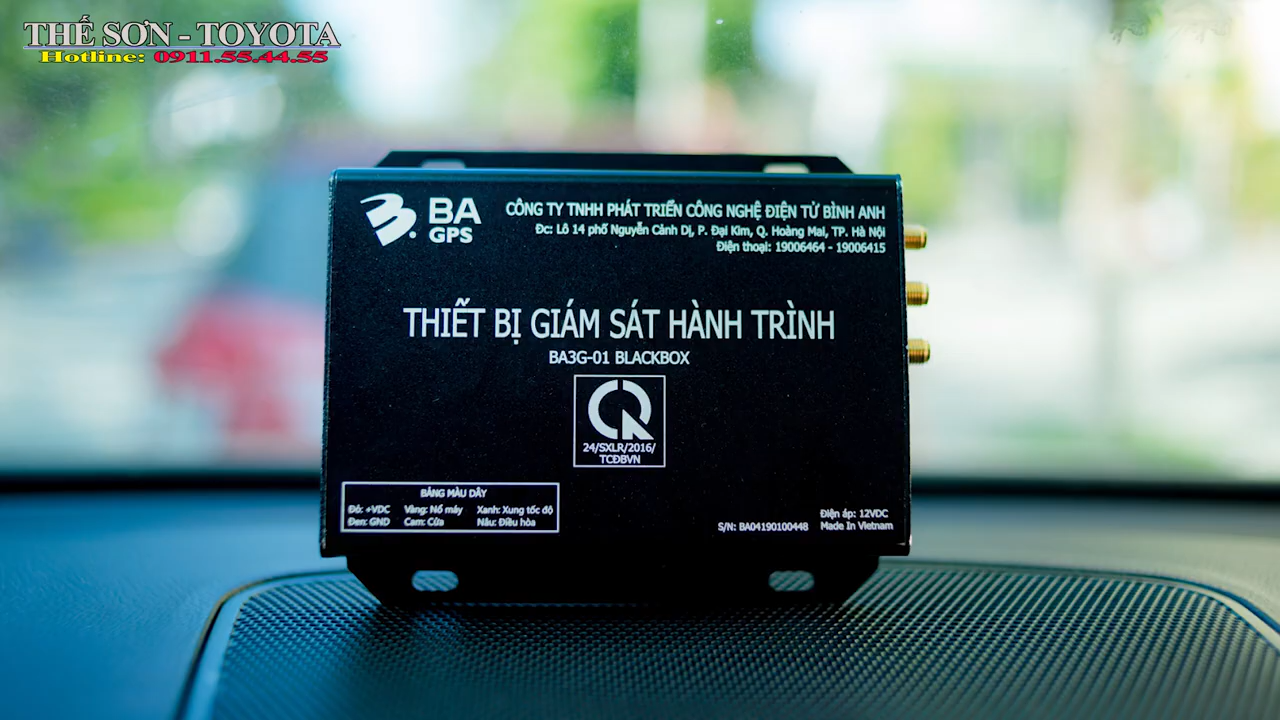 THẾ SƠN - TOYOTA
Hotline: 0911.55.44.55
BA
GPS
CÔNG TY TNHH PHÁT TRIỂN CÔNG NGHỆ ĐIỆN TỬ BÌNH ANH
Đc: Lô 14 phố Nguyễn Cảnh Dị, P. Đại Kim, Q. Hoàng Mai, TP. Hà Nội
Điện thoại: 19006464 - 19006415
THIẾT BỊ GIÁM SÁT HÀNH TRÌNH
BA3G-01 BLACKBOX
24/SXLR/2016/
TCĐBVN
BẢNG MÀU DÂY
Đỏ: +VDC Vàng: Nổ máy Xanh: Xung tốc độ
Đen: GND Cam: Cửa Nâu: Điều hòa
Điện áp: 12VDC
S/N: BA04190100448 Made In Vietnam